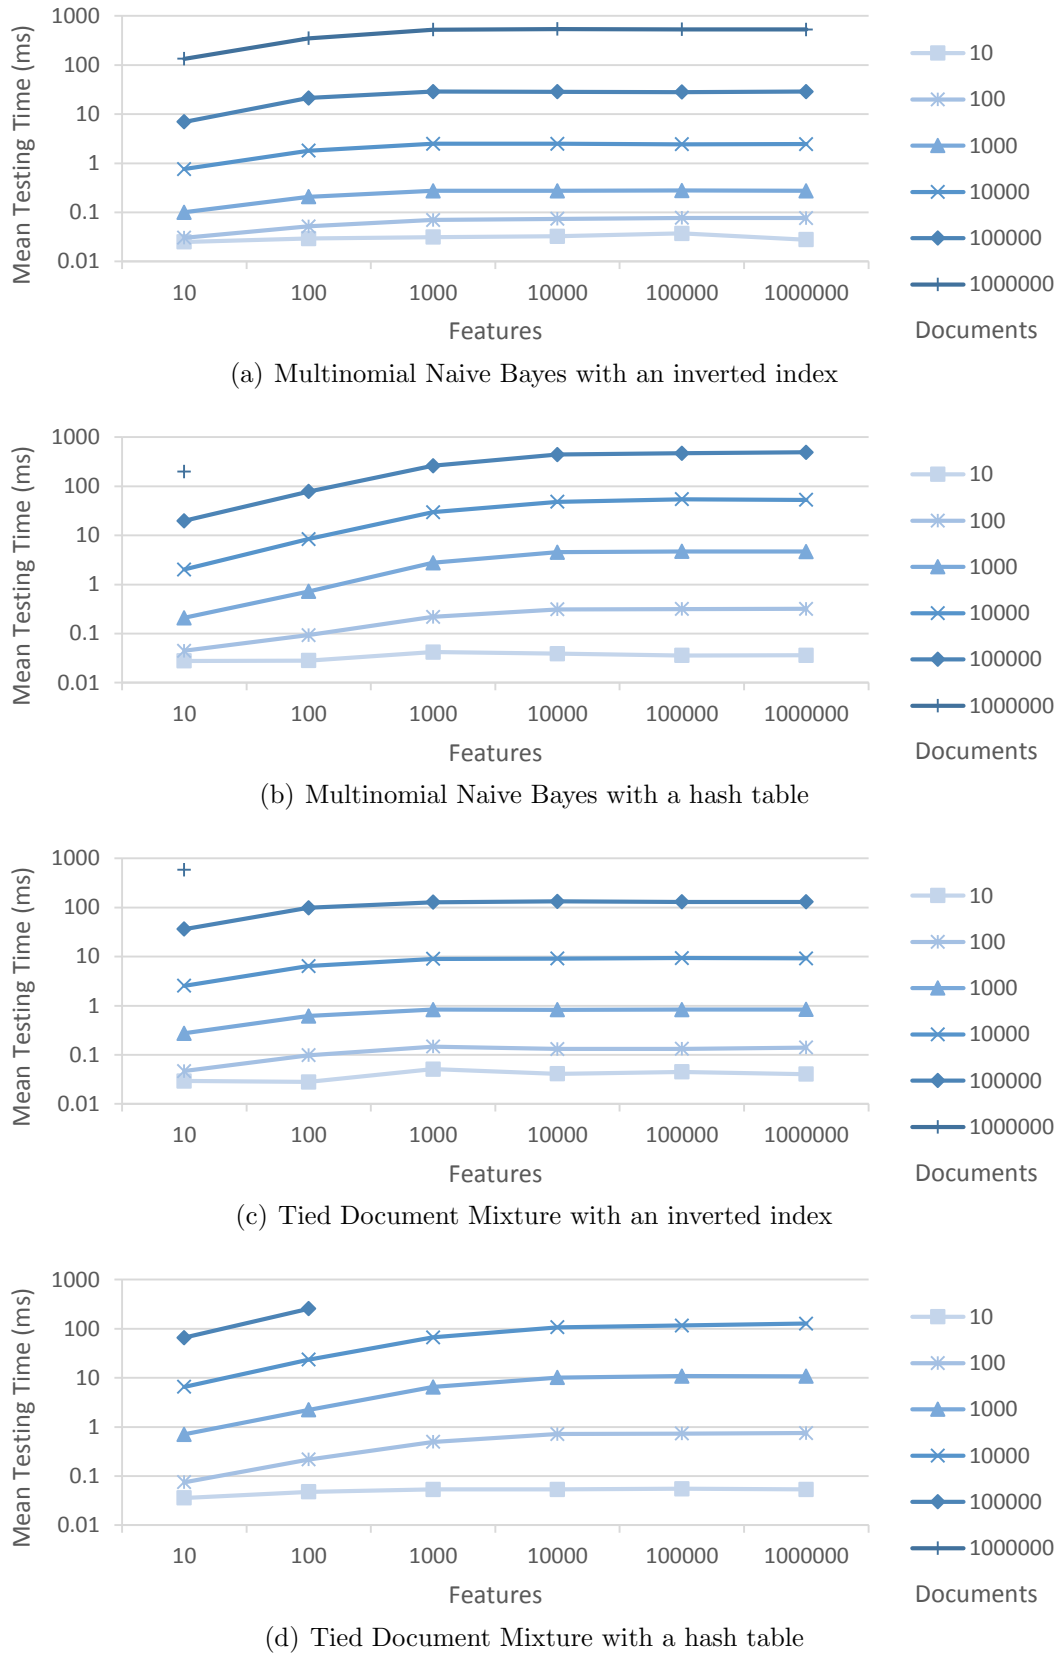 Mean Testing Time (ms)
1000
100
10
1
0.1
0.01
10 100 1000 10000 100000 1000000
Features
10
100
1000
10000
100000
1000000
Documents
(a) Multinomial Naive Bayes with an inverted index
Mean Testing Time (ms)
1000
100
10
1
0.1
0.01
10 100 1000 10000 100000 1000000
Features
10
100
1000
10000
100000
1000000
Documents
(b) Multinomial Naive Bayes with a hash table
Mean Testing Time (ms)
1000
100
10
1
0.1
0.01
10 100 1000 10000 100000 1000000
Features
10
100
1000
10000
100000
1000000
Documents
(c) Tied Document Mixture with an inverted index
Mean Testing Time (ms)
1000
100
10
1
0.1
0.01
10 100 1000 10000 100000 1000000
Features
10
100
1000
10000
100000
1000000
Documents
(d) Tied Document Mixture with a hash table